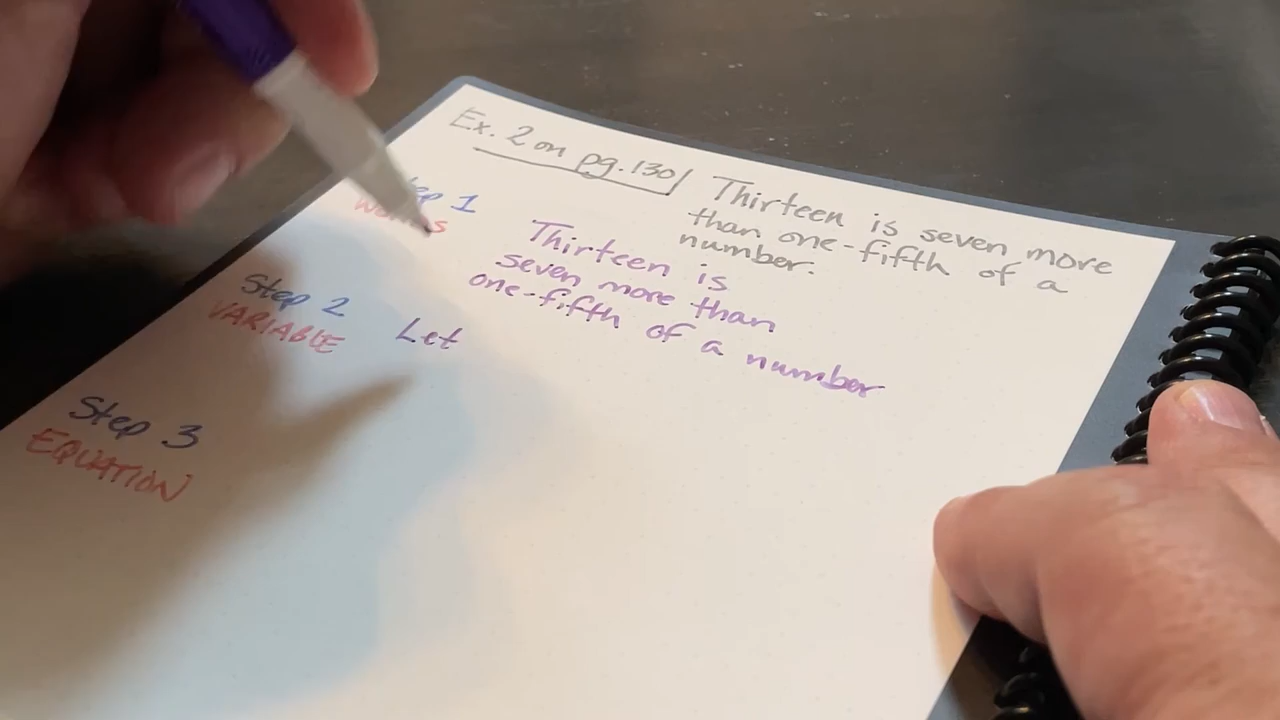 Ex. 2 on pg. 130
Thirteen is seven more
than one-fifth of a
number.
Step 1
WORDS
Thirteen is
seven more than
one-fifth of a number
Step 2
VARIABLE
Let
Step 3
EQUATION